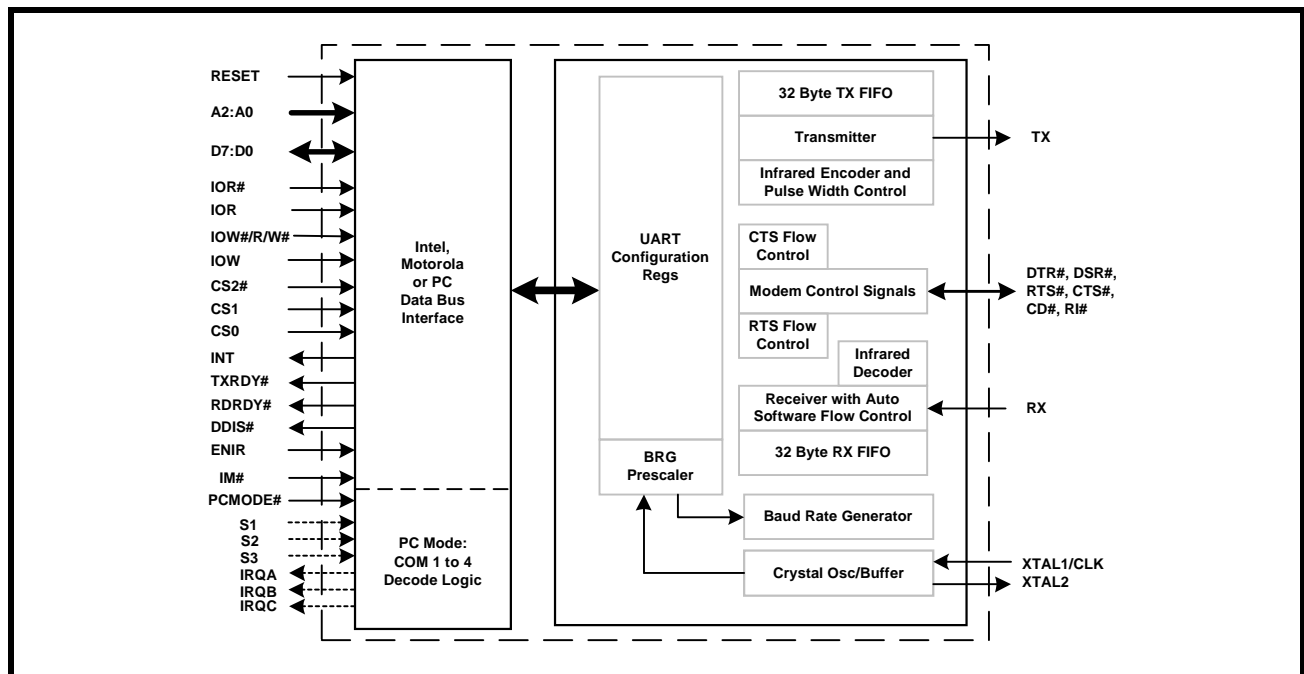 RESET
A2:A0
D7:D0
IOR#
IOR
IOW#/R/W#
IOW
CS2#
CS1
CS0
INT
TXRDY#
RDRDY#
DDIS#
ENIR
IM#
PCMODE#
S1
S2
S3
IRQA
IRQB
IRQC
Intel,
Motorola
or PC
Data Bus
Interface
PC Mode:
COM 1 to 4
Decode Logic
UART
Configuration
Regs
BRG
Prescaler
32 Byte TX FIFO
Transmitter
Infrared Encoder and
Pulse Width Control
CTS Flow
Control
Modem Control Signals
RTS Flow
Control
Infrared
Decoder
Receiver with Auto
Software Flow Control
32 Byte RX FIFO
Baud Rate Generator
Crystal Osc/Buffer
TX
DTR#, DSR#,
RTS#, CTS#,
CD#, RI#
RX
XTAL1/CLK
XTAL2